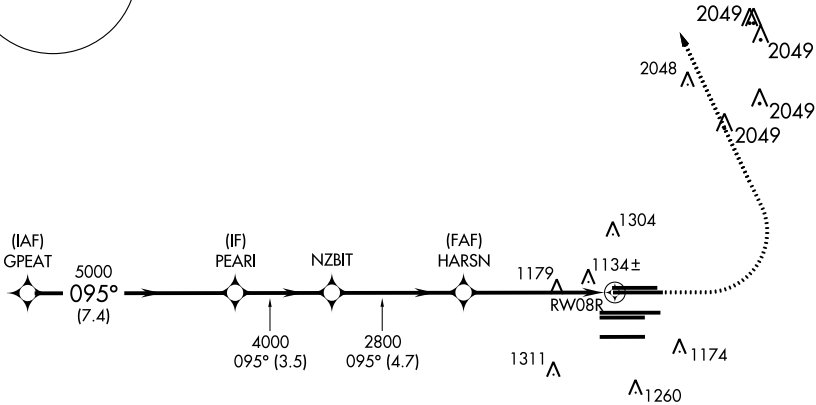 2049
2049
2048
2049
2049
1304
(IAF)
GPEAT
5000
095°
(7.4)
(IF)
PEARI
NZBIT
(FAF)
HARSN
1179
1134±
RW08R
4000
095° (3.5)
2800
095° (4.7)
1311
1174
1260